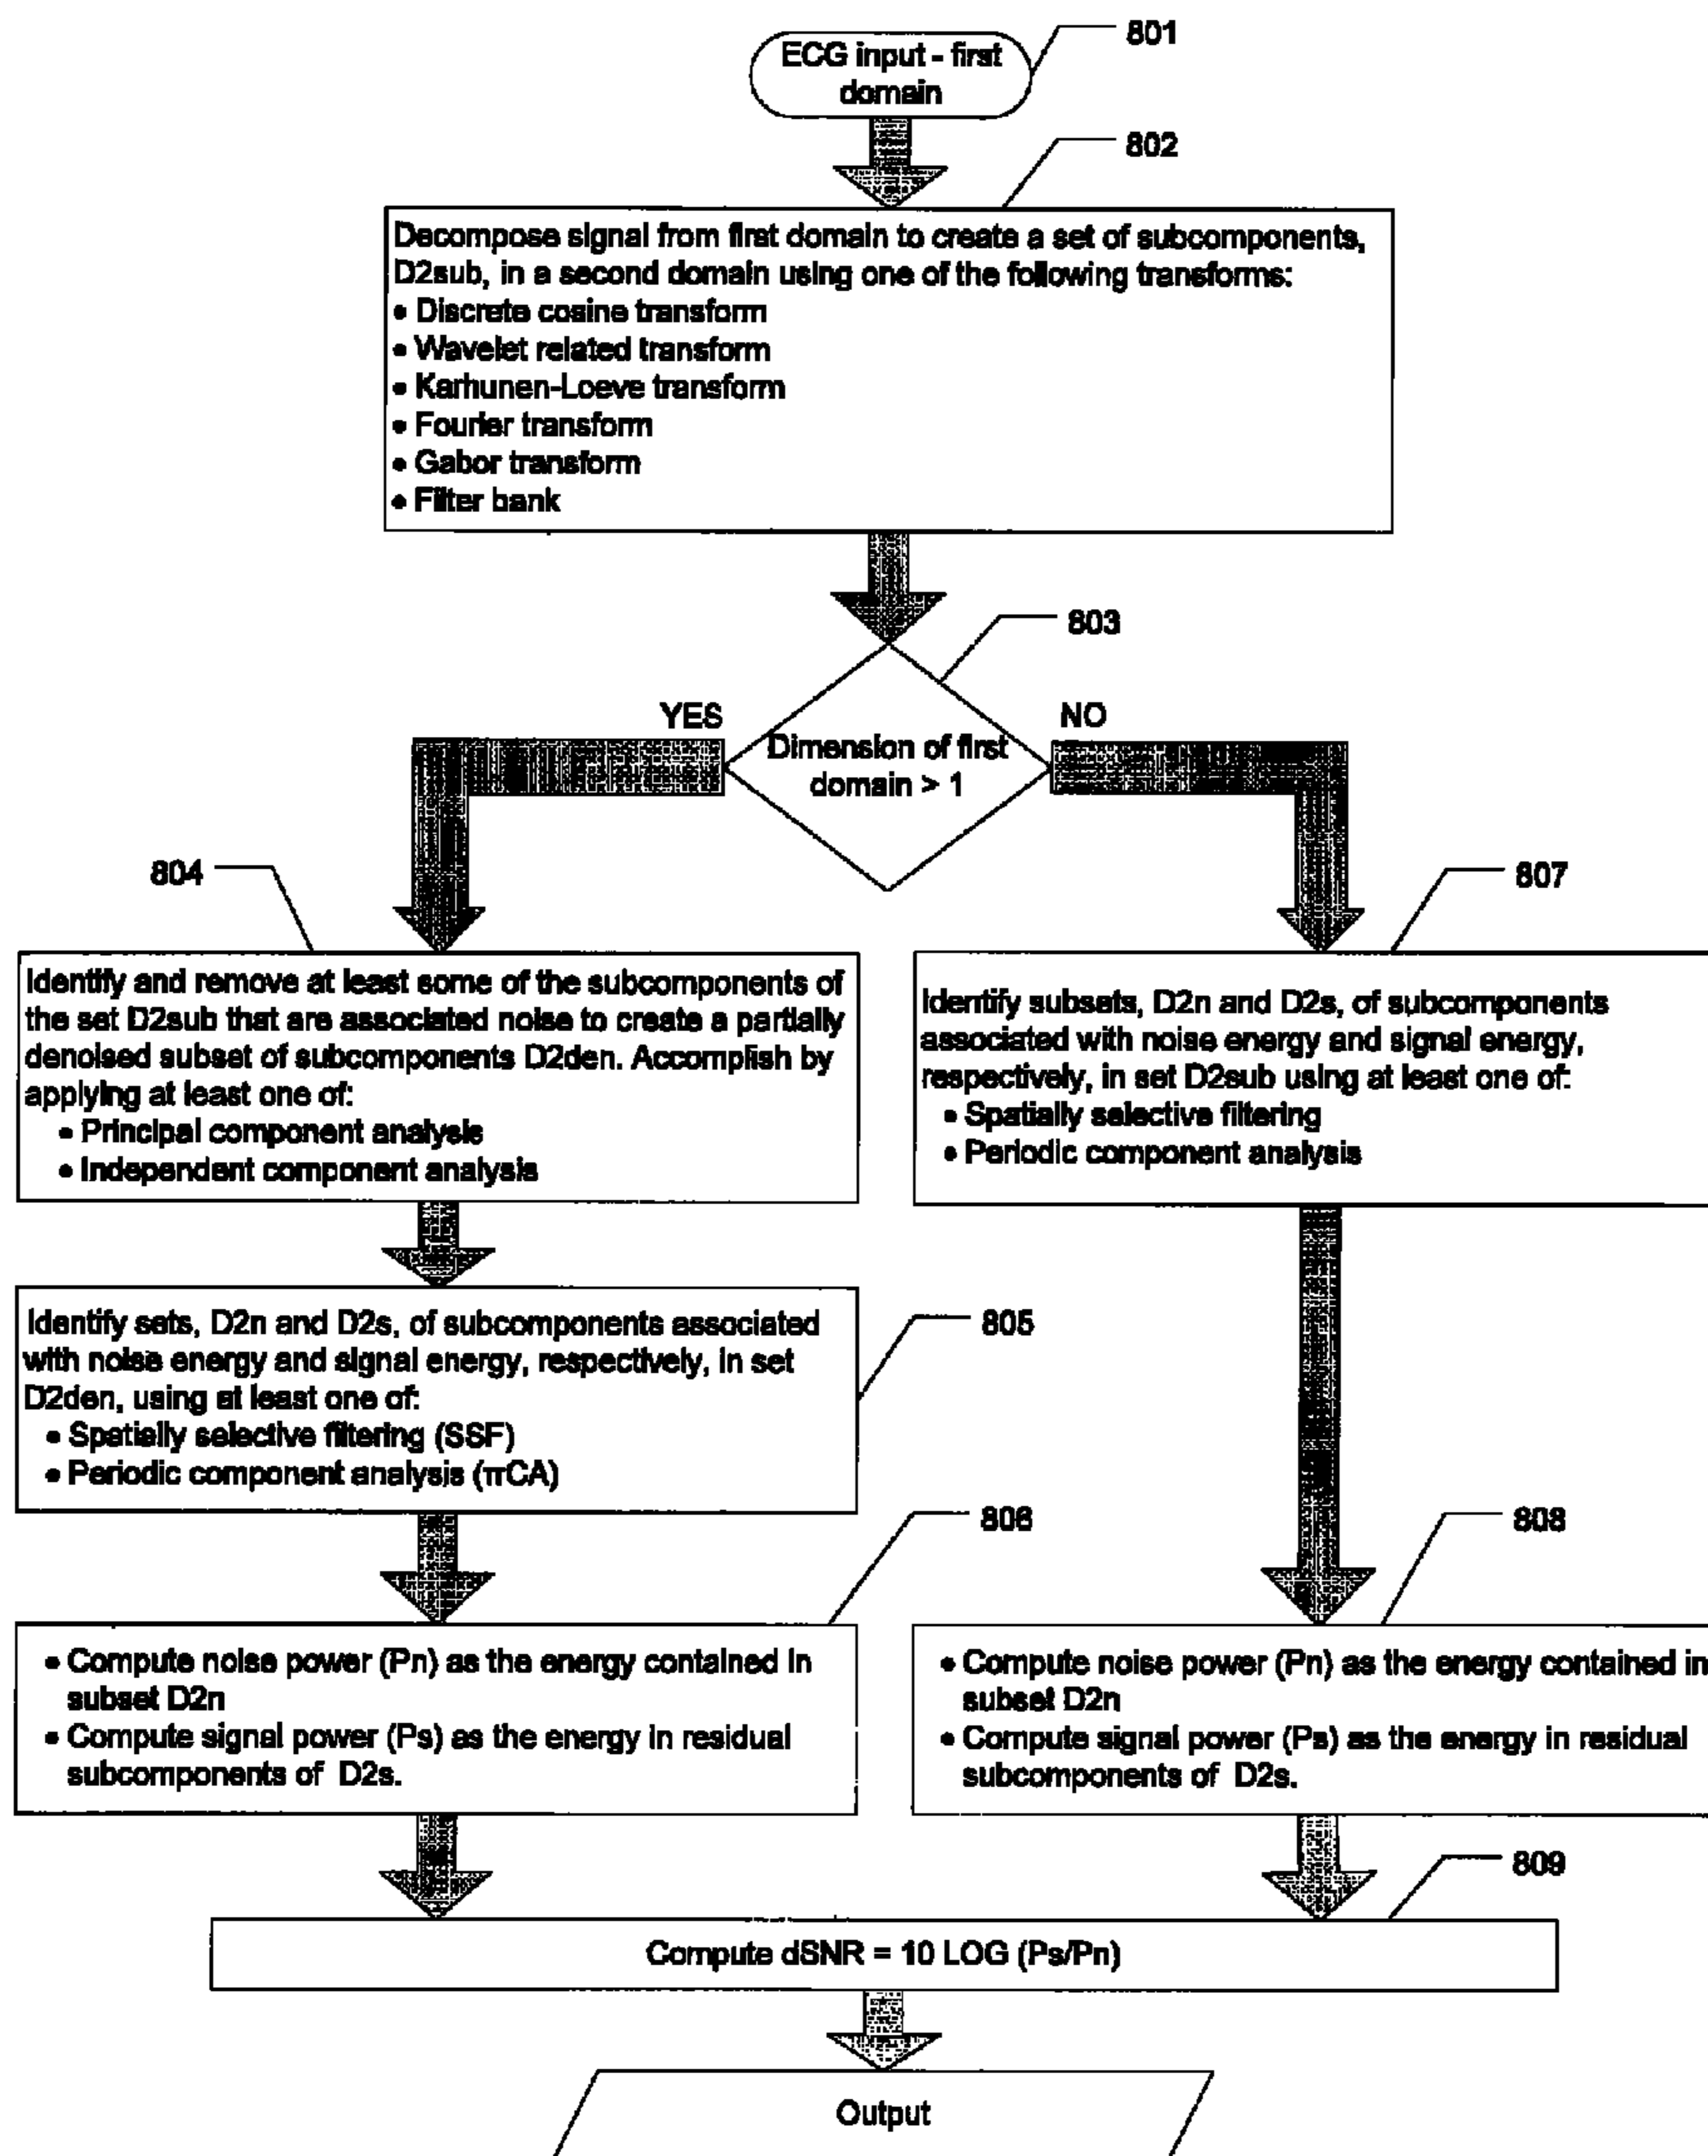 801
ECG input - first
domain
802
Decompose signal from first domain to create a set of subcomponents,
D2sub, in a second domain using one of the following transforms:
• Discrete cosine transform
• Wavelet related transform
• Karhunen-Loeve transform
• Fourier transform
• Gabor transform
• Filter bank
803
YES
NO
Dimension of first
domain > 1
804
807
Identify and remove at least some of the subcomponents of
the set D2sub that are associated noise to create a partially
denoised subset of subcomponents D2den. Accomplish by
applying at least one of:
• Principal component analysis
• Independent component analysis
Identify subsets, D2n and D2s, of subcomponents
associated with noise energy and signal energy,
respectively, in set D2sub using at least one of:
• Spatially selective filtering
• Periodic component analysis
805
Identify sets, D2n and D2s, of subcomponents associated
with noise energy and signal energy, respectively, in set
D2den, using at least one of:
• Spatially selective filtering (SSF)
• Periodic component analysis (πCA)
806
808
• Compute noise power (Pn) as the energy contained in
subset D2n
• Compute signal power (Ps) as the energy in residual
subcomponents of D2s.
• Compute noise power (Pn) as the energy contained in
subset D2n
• Compute signal power (Ps) as the energy in residual
subcomponents of D2s.
809
Compute dSNR = 10 LOG (Ps/Pn)
Output